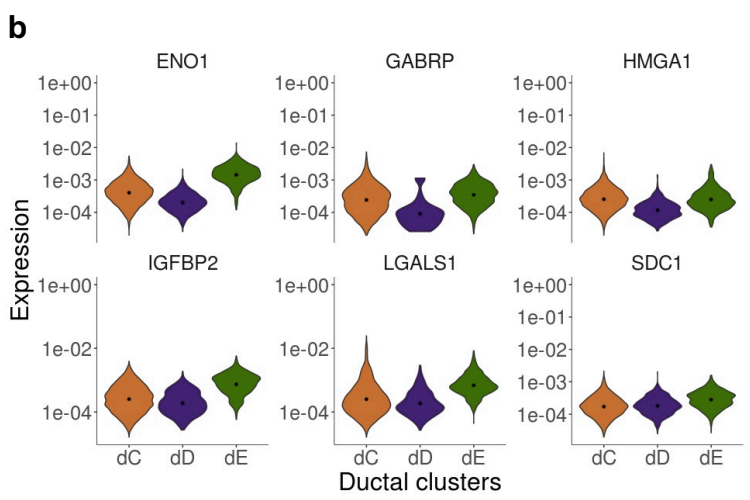 b
ENO1 GABRP HMGA1
1e+00 1e+00 1e+00
1e-01 1e-01 1e-01
1e-02 1e-02 1e-02
1e-03 1e-03 1e-03
1e-04 1e-04 1e-04
Expression
IGFBP2 LGALS1 SDC1
1e+00 1e+00 1e+00
1e-01
1e-02 1e-02 1e-02
1e-03
1e-04 1e-04 1e-04
dC dD dE dC dD dE dC dD dE
Ductal clusters